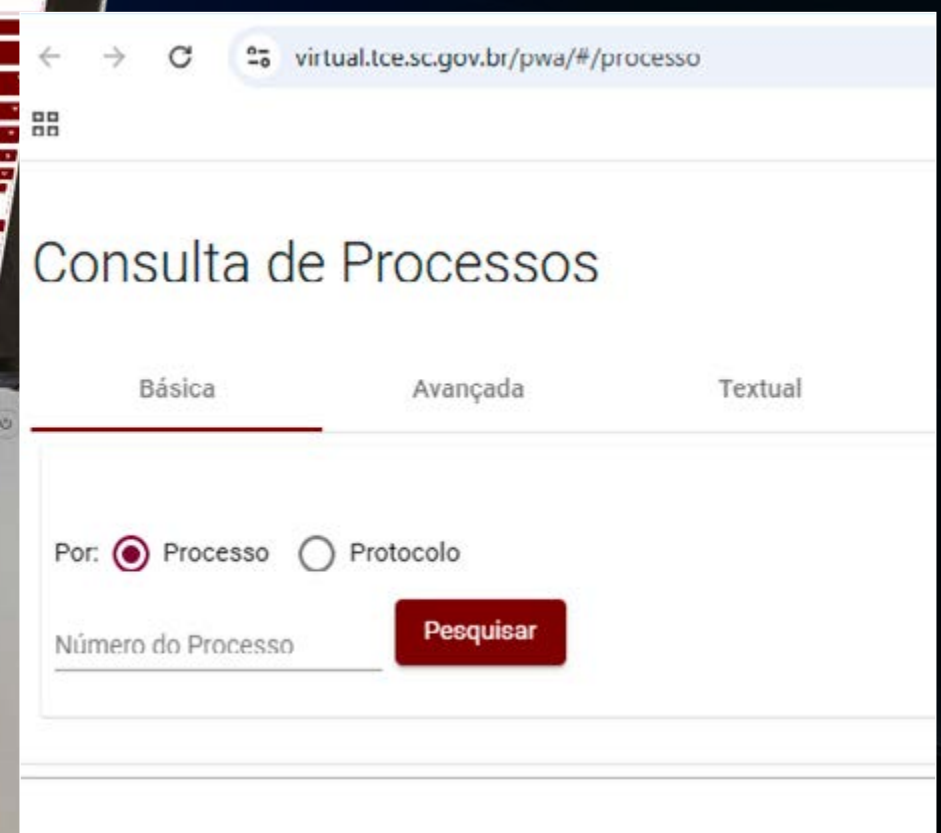 virtual.tce.sc.gov.br/pwa/#/processo
Consulta de Processos
Básica Avançada Textual
Por: Processo Protocolo
Número do Processo Pesquisar